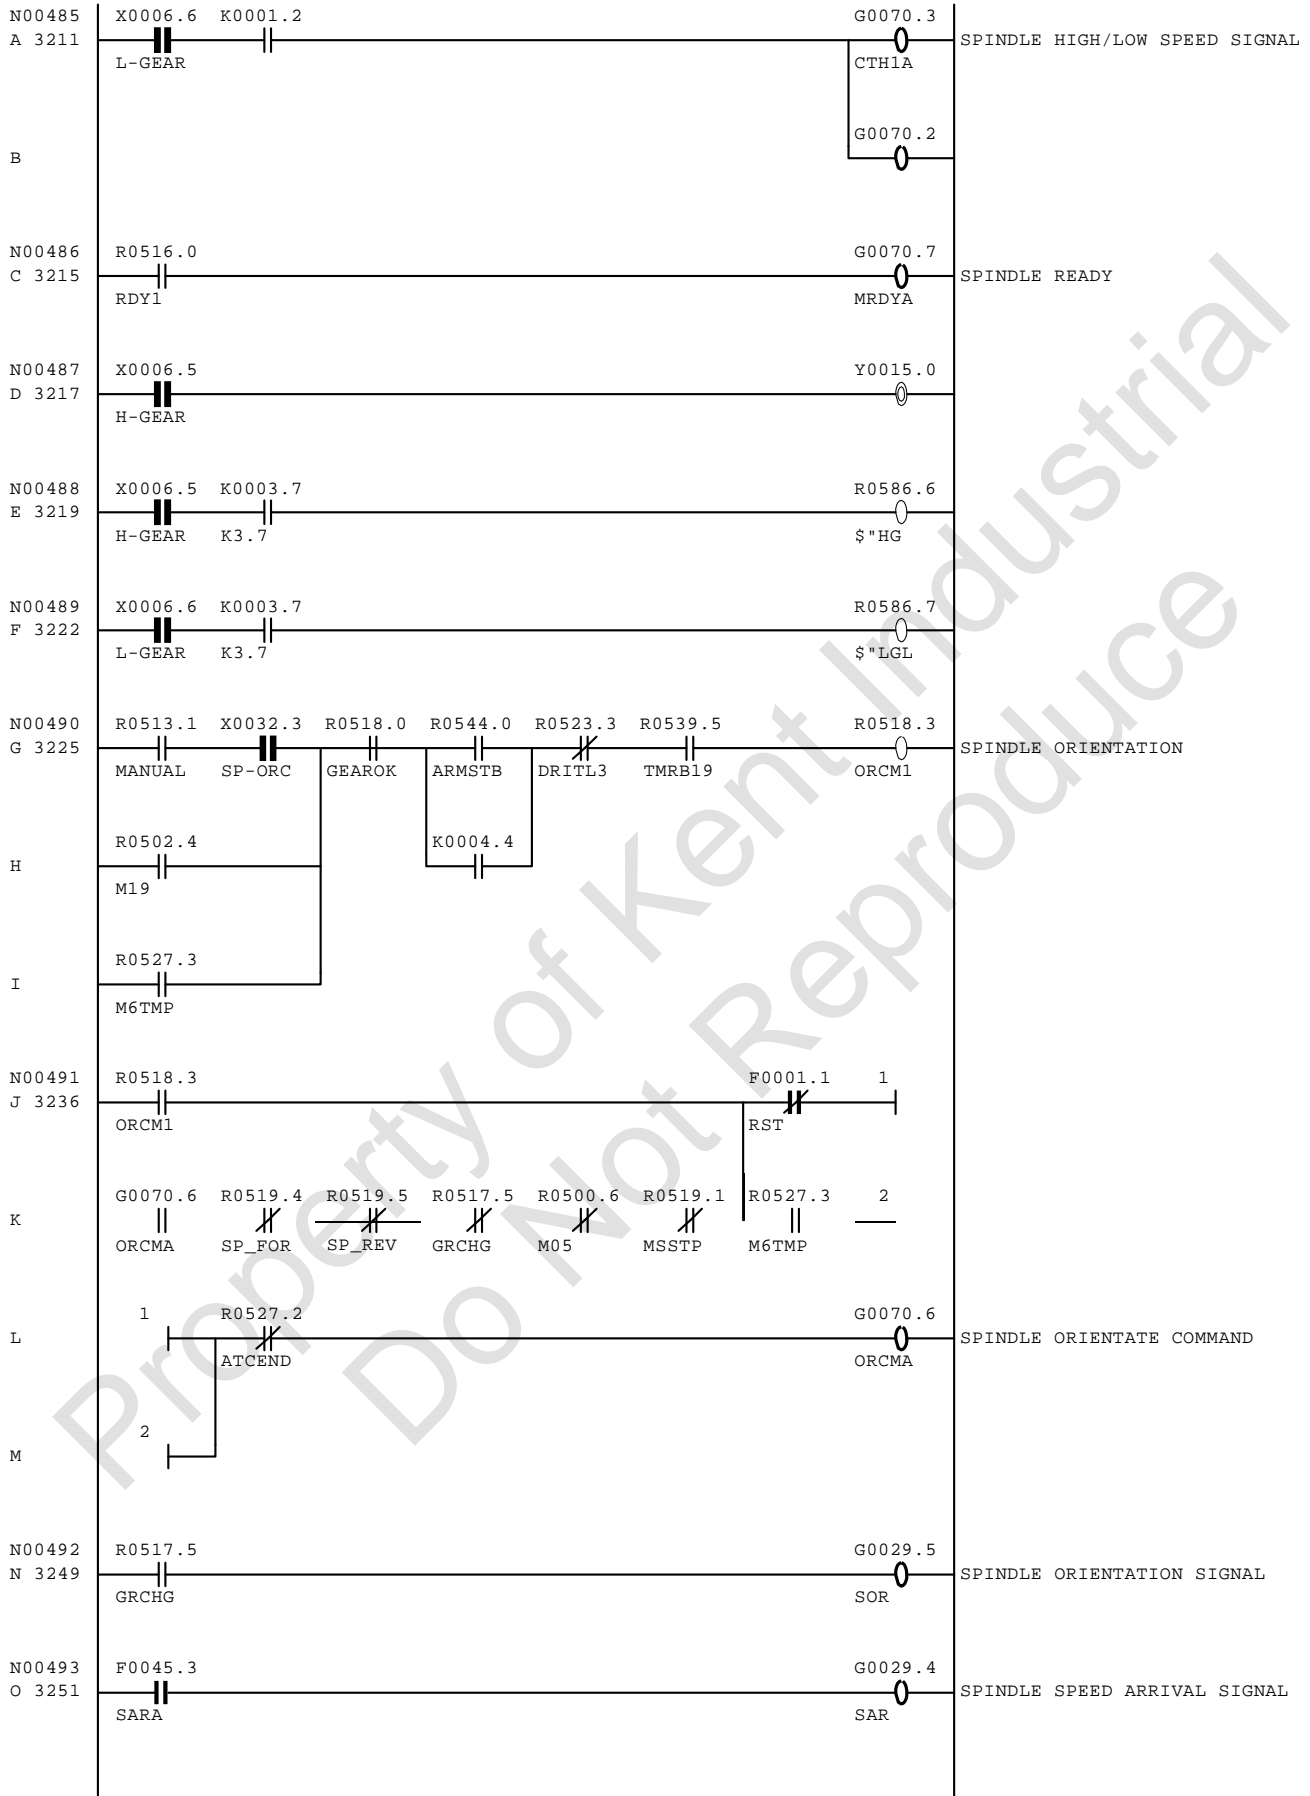 N00485 X0006.6 K0001.2 G0070.3
A 3211 SPINDLE HIGH/LOW SPEED SIGNAL
L-GEAR CTH1A
G0070.2
B
N00486 R0516.0 G0070.7
C 3215 SPINDLE READY
RDY1 MRDYA
N00487 X0006.5 Y0015.0
D 3217
H-GEAR
N00488 X0006.5 K0003.7 R0586.6
E 3219
H-GEAR K3.7 $"HG
N00489 X0006.6 K0003.7 R0586.7
F 3222
L-GEAR K3.7 $"LGL
N00490 R0513.1 X0032.3 R0518.0 R0544.0 R0523.3 R0539.5 R0518.3
G 3225 SPINDLE ORIENTATION
MANUAL SP-ORC GEAROK ARMSTB DRITL3 TMRB19 ORCM1
R0502.4 K0004.4
H
M19
R0527.3
I
M6TMP
N00491 R0518.3 F0001.1 1
J 3236
ORCM1 RST
G0070.6 R0519.4 R0519.5 R0517.5 R0500.6 R0519.1 R0527.3 2
K
ORCMA SP_FOR SP_REV GRCHG M05 MSSTP M6TMP
1 R0527.2 G0070.6
L SPINDLE ORIENTATE COMMAND
ATCEND ORCMA
2
M
N00492 R0517.5 G0029.5
N 3249 SPINDLE ORIENTATION SIGNAL
GRCHG SOR
N00493 F0045.3 G0029.4
O 3251 SPINDLE SPEED ARRIVAL SIGNAL
SARA SAR
Property of Kent Industrial
Do Not Reproduce